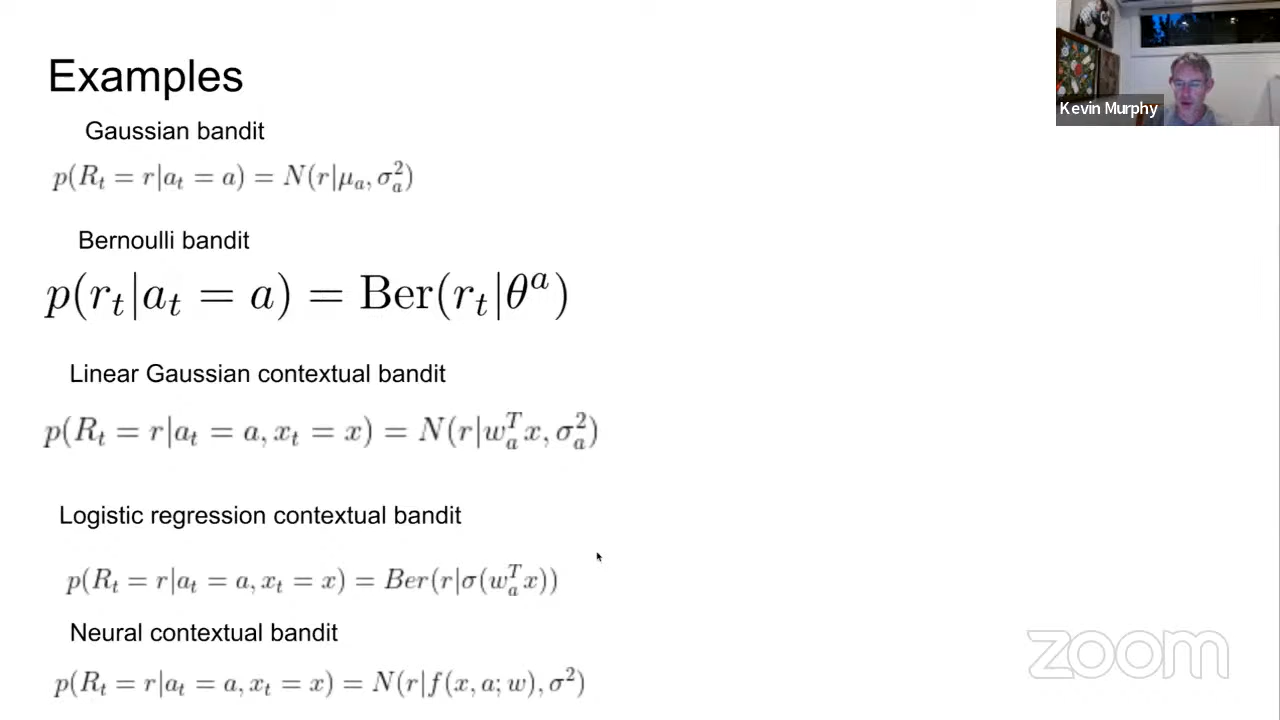 Examples
Kevin Murphy
Gaussian bandit
p(R_t = r|a_t = a) = N(r|μ_a, σ_a^2)
Bernoulli bandit
p(r_t|a_t = a) = Ber(r_t|θ^a)
Linear Gaussian contextual bandit
p(R_t = r|a_t = a, x_t = x) = N(r|w_a^T x, σ_a^2)
Logistic regression contextual bandit
p(R_t = r|a_t = a, x_t = x) = Ber(r|σ(w_a^T x))
Neural contextual bandit
p(R_t = r|a_t = a, x_t = x) = N(r|f(x, a; w), σ^2)
zoom